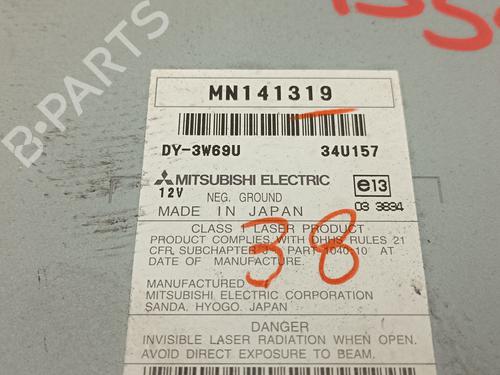 B-PARTS
MN141319
DY-3W69U 34U157
MITSUBISHI ELECTRIC e13
12V NEG. GROUND 03 3834
MADE IN JAPAN
CLASS 1 LASER PRODUCT
PRODUCT COMPLIES WITH DHHS RULES 21
CFR SUBCHAPTER J PART 1040.10 AT
DATE OF MANUFACTURE.
38
MANUFACTURED
MITSUBISHI ELECTRIC CORPORATION
SANDA, HYOGO, JAPAN
DANGER
INVISIBLE LASER RADIATION WHEN OPEN.
AVOID DIRECT EXPOSURE TO BEAM.